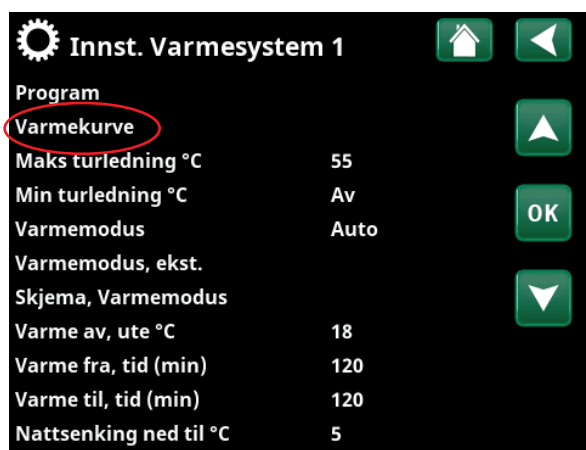 Innst. Varmesystem 1
Program
Varmekurve
Maks turledning °C 55
Min turledning °C Av
Varmemodus Auto
OK
Varmemodus, ekst.
Skjema, Varmemodus
Varme av, ute °C 18
Varme fra, tid (min) 120
Varme til, tid (min) 120
Nattsenking ned til °C 5